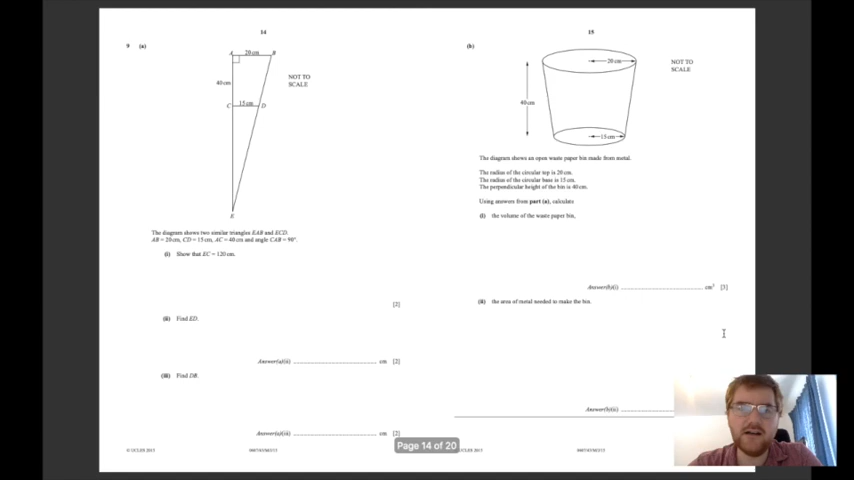 14
9 (a)
A 20 cm B
40 cm
NOT TO
SCALE
C 15 cm D
E
The diagram shows two similar triangles EAB and ECD.
AB = 20 cm, CD = 15 cm, AC = 40 cm and angle CAB = 90°.
(i) Show that EC = 120 cm.
[2]
(ii) Find ED.
Answer(a)(ii) ................................ cm [2]
(iii) Find DB.
Answer(a)(iii) ................................ cm [2]
© UCLES 2015
15
(b)
20 cm
NOT TO
SCALE
40 cm
15 cm
The diagram shows an open waste paper bin made from metal.
The radius of the circular top is 20 cm.
The radius of the circular base is 15 cm.
The perpendicular height of the bin is 40 cm.
Using answers from part (a), calculate
(i) the volume of the waste paper bin,
Answer(b)(i) ................................ cm³ [3]
(ii) the area of metal needed to make the bin.
Answer(b)(ii)
Page 14 of 20